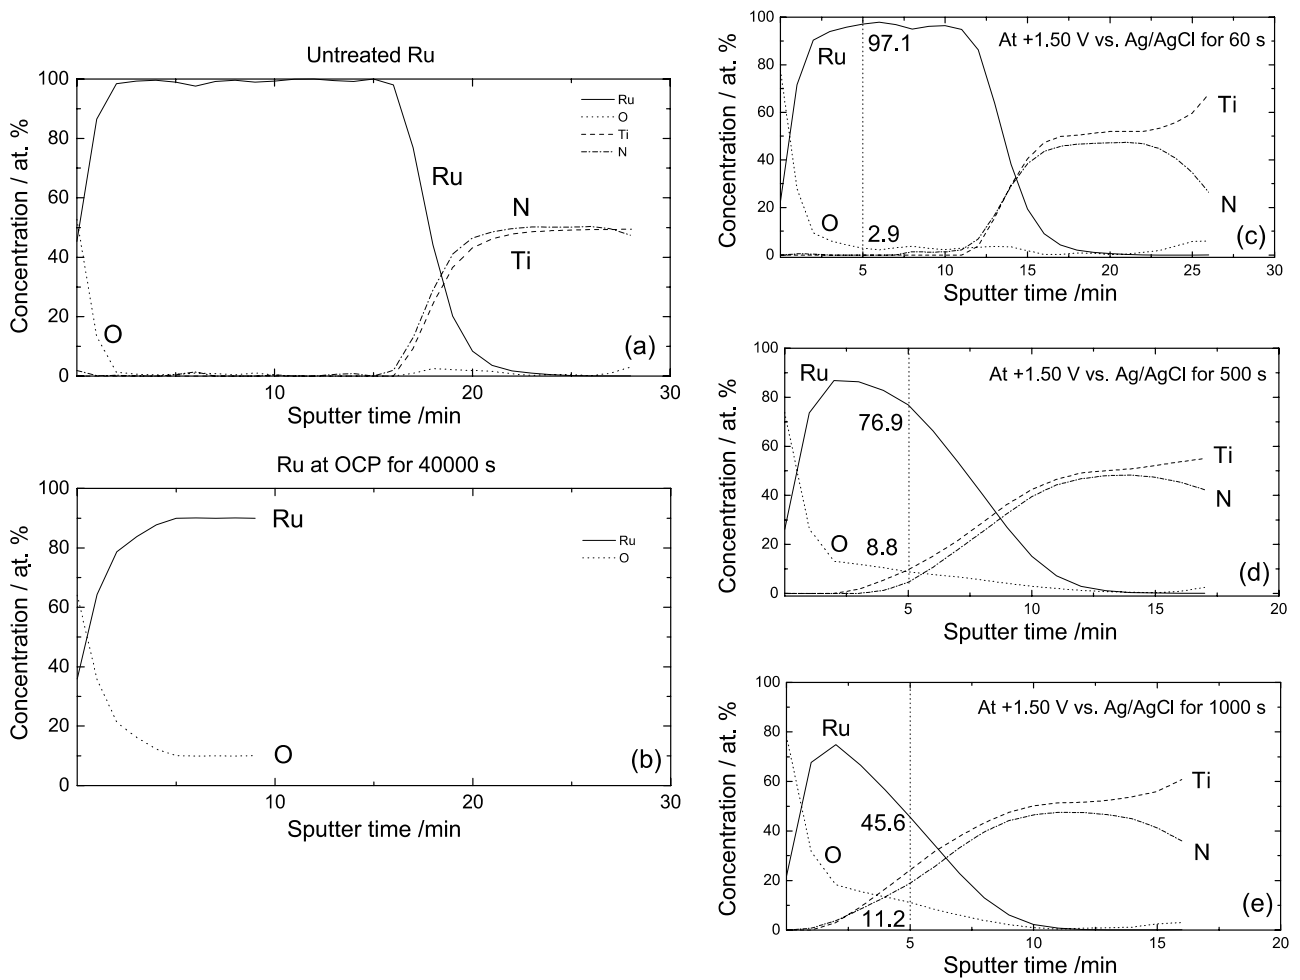 Untreated Ru
Concentration / at. %
100
80
60
40
20
0
Ru
O
Ti
N
Ru
N
Ti
O
(a)
10
20
30
Sputter time /min
Ru at OCP for 40000 s
Concentration / at. %
100
80
60
40
20
0
Ru
Ru
O
O
(b)
10
20
30
Sputter time /min
Concentration / at. %
100
80
60
40
20
0
At +1.50 V vs. Ag/AgCl for 60 s
Ru
97.1
Ti
N
O
2.9
(c)
5
10
15
20
25
30
Sputter time /min
Concentration / at. %
100
80
60
40
20
0
At +1.50 V vs. Ag/AgCl for 500 s
Ru
76.9
Ti
N
O
8.8
(d)
5
10
15
20
Sputter time /min
Concentration / at. %
100
80
60
40
20
0
At +1.50 V vs. Ag/AgCl for 1000 s
Ru
Ti
45.6
O
N
11.2
(e)
5
10
15
20
Sputter time /min